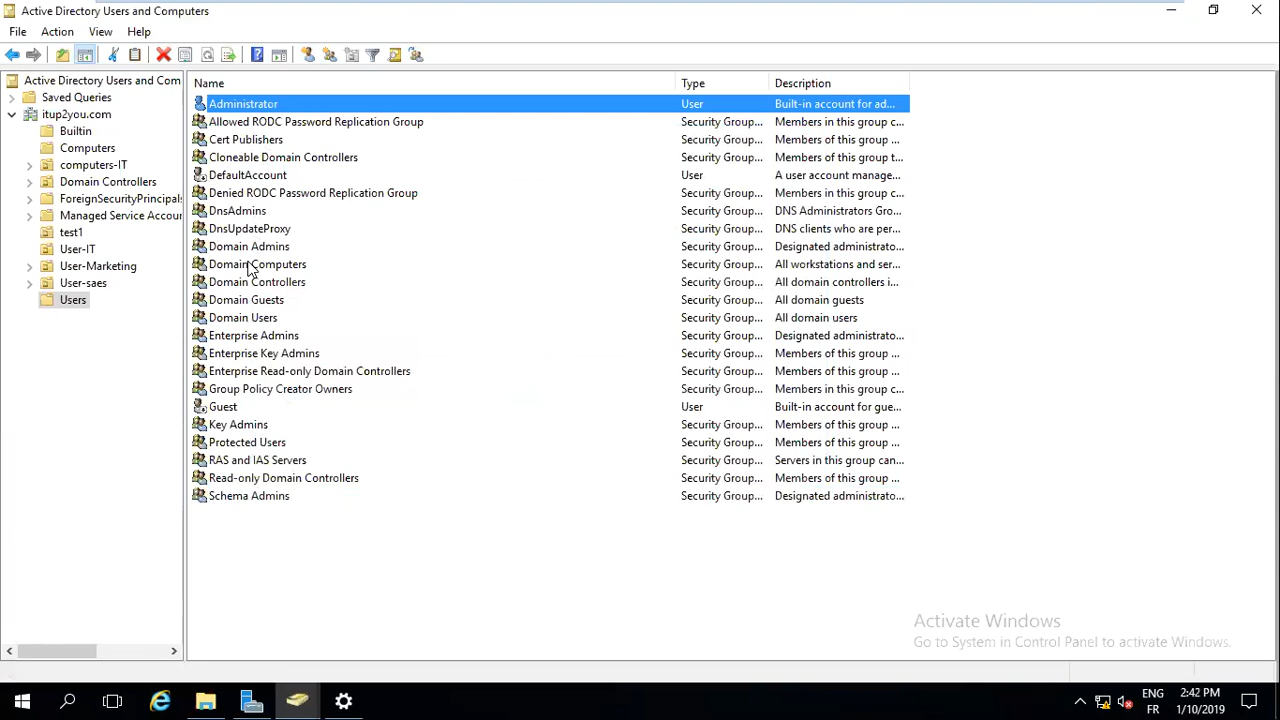 Active Directory Users and Computers
File Action View Help
Active Directory Users and Com
Saved Queries
itup2you.com
Builtin
Computers
computers-IT
Domain Controllers
ForeignSecurityPrincipals
Managed Service Accour
test1
User-IT
User-Marketing
User-saes
Users
Name Type Description
Administrator User Built-in account for ad...
Allowed RODC Password Replication Group Security Group... Members in this group c...
Cert Publishers Security Group... Members of this group ...
Cloneable Domain Controllers Security Group... Members of this group t...
DefaultAccount User A user account manage...
Denied RODC Password Replication Group Security Group... Members in this group c...
DnsAdmins Security Group... DNS Administrators Gro...
DnsUpdateProxy Security Group... DNS clients who are per...
Domain Admins Security Group... Designated administrato...
Domain Computers Security Group... All workstations and ser...
Domain Controllers Security Group... All domain controllers i...
Domain Guests Security Group... All domain guests
Domain Users Security Group... All domain users
Enterprise Admins Security Group... Designated administrato...
Enterprise Key Admins Security Group... Members of this group ...
Enterprise Read-only Domain Controllers Security Group... Members of this group ...
Group Policy Creator Owners Security Group... Members in this group c...
Guest User Built-in account for gue...
Key Admins Security Group... Members of this group ...
Protected Users Security Group... Members of this group ...
RAS and IAS Servers Security Group... Servers in this group can...
Read-only Domain Controllers Security Group... Members of this group ...
Schema Admins Security Group... Designated administrato...
Activate Windows
Go to System in Control Panel to activate Windows.
ENG 2:42 PM
FR 1/10/2019